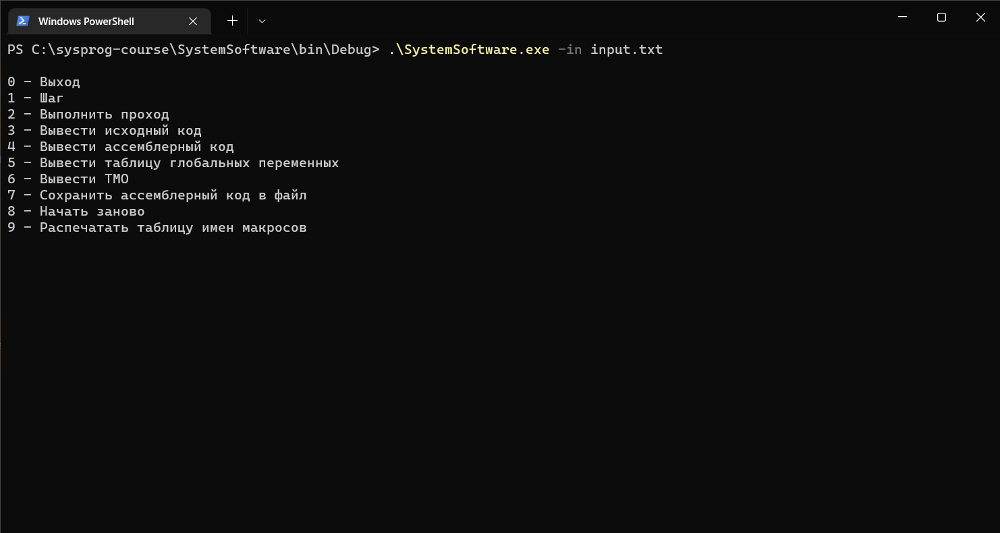 Windows PowerShell
PS C:\sysprog-course\SystemSoftware\bin\Debug> .\SystemSoftware.exe -in input.txt
0 - Выход
1 - Шаг
2 - Выполнить проход
3 - Вывести исходный код
4 - Вывести ассемблерный код
5 - Вывести таблицу глобальных переменных
6 - Вывести ТМО
7 - Сохранить ассемблерный код в файл
8 - Начать заново
9 - Распечатать таблицу имен макросов